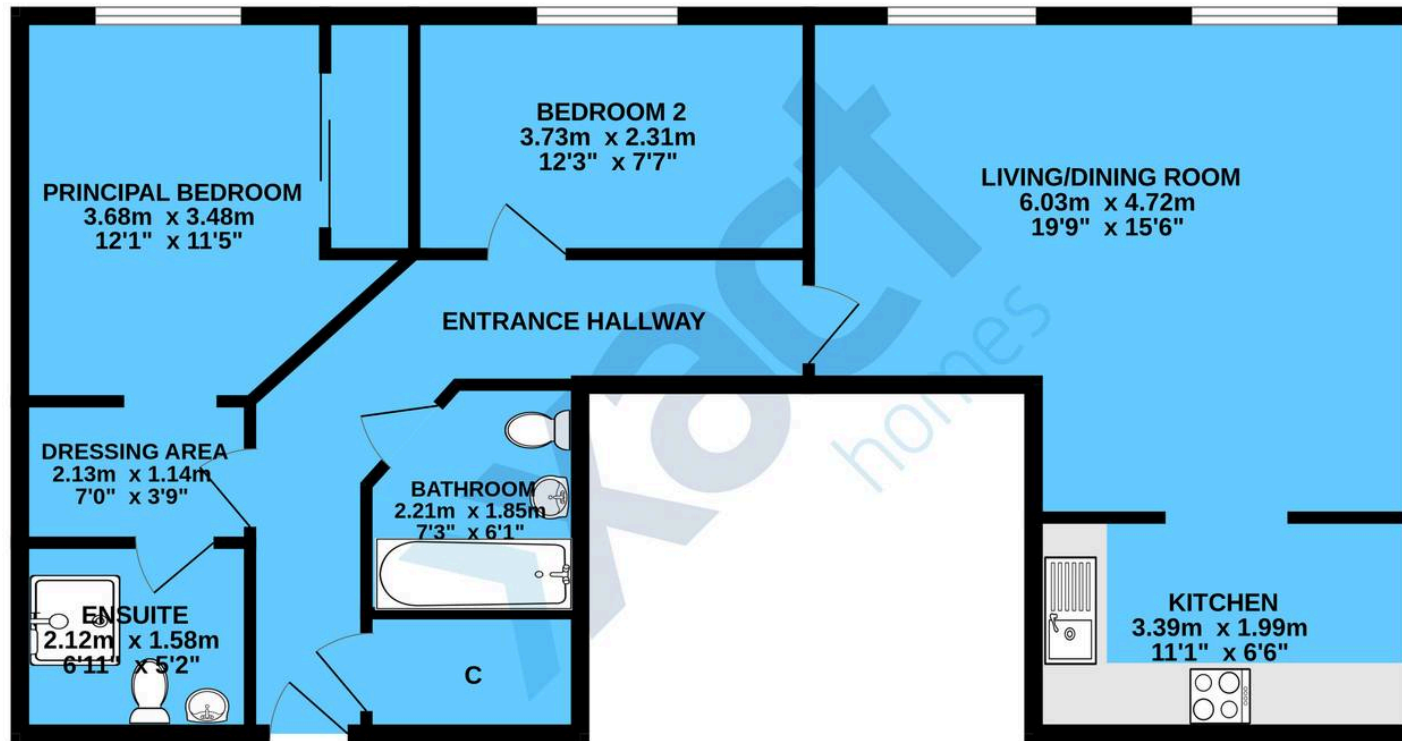 BEDROOM 2
3.73m x 2.31m
12'3" x 7'7"
PRINCIPAL BEDROOM
3.68m x 3.48m
12'1" x 11'5"
LIVING/DINING ROOM
6.03m x 4.72m
19'9" x 15'6"
ENTRANCE HALLWAY
DRESSING AREA
2.13m x 1.14m
7'0" x 3'9"
BATHROOM
2.21m x 1.85m
7'3" x 6'1"
ENSUITE
2.12m x 1.58m
6'11" x 5'2"
KITCHEN
3.39m x 1.99m
11'1" x 6'6"
C
xact
homes